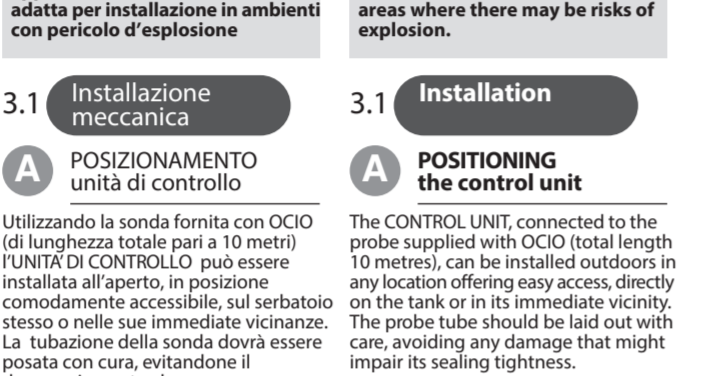 adatta per installazione in ambienti
con pericolo d'esplosione
3.1 Installazione
meccanica
A POSIZIONAMENTO
unità di controllo
Utilizzando la sonda fornita con OCIO
(di lunghezza totale pari a 10 metri)
l'UNITA' DI CONTROLLO può essere
installata all'aperto, in posizione
comodamente accessibile, sul serbatoio
stesso o nelle sue immediate vicinanze.
La tubazione della sonda dovrà essere
posata con cura, evitandone il
areas where there may be risks of
explosion.
3.1 Installation
A POSITIONING
the control unit
The CONTROL UNIT, connected to the
probe supplied with OCIO (total length
10 metres), can be installed outdoors in
any location offering easy access, directly
on the tank or in its immediate vicinity.
The probe tube should be laid out with
care, avoiding any damage that might
impair its sealing tightness.